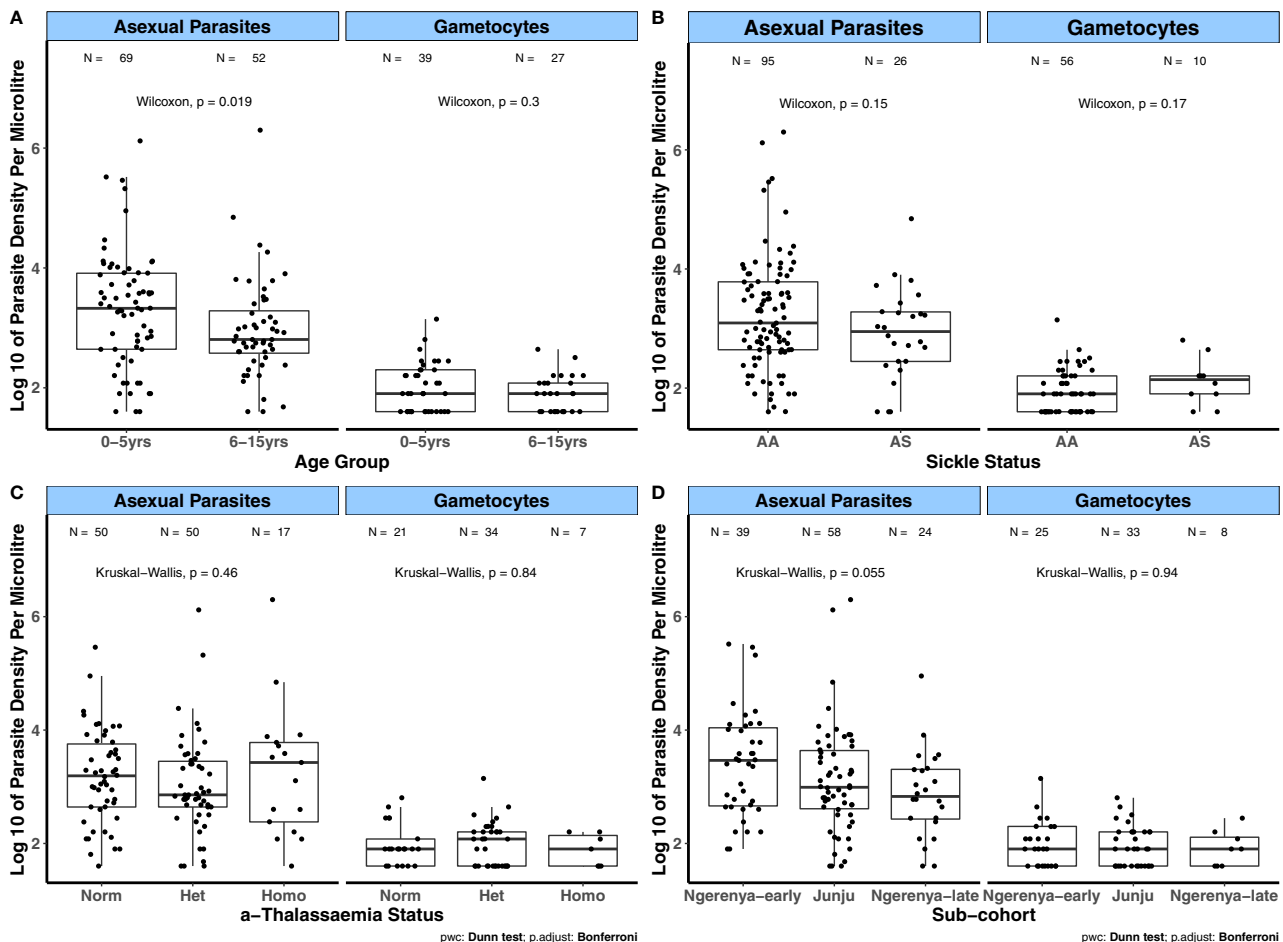 A
Asexual Parasites Gametocytes
N = 69 N = 52 N = 39 N = 27
Wilcoxon, p = 0.019 Wilcoxon, p = 0.3
Log 10 of Parasite Density Per Microlitre
6
4
2
0−5yrs 6−15yrs 0−5yrs 6−15yrs
Age Group
B
Asexual Parasites Gametocytes
N = 95 N = 26 N = 56 N = 10
Wilcoxon, p = 0.15 Wilcoxon, p = 0.17
Log 10 of Parasite Density Per Microlitre
6
4
2
AA AS AA AS
Sickle Status
C
Asexual Parasites Gametocytes
N = 50 N = 50 N = 17 N = 21 N = 34 N = 7
Kruskal−Wallis, p = 0.46 Kruskal−Wallis, p = 0.84
Log 10 of Parasite Density Per Microlitre
6
4
2
Norm Het Homo Norm Het Homo
a−Thalassaemia Status
pwc: Dunn test; p.adjust: Bonferroni
D
Asexual Parasites Gametocytes
N = 39 N = 58 N = 24 N = 25 N = 33 N = 8
Kruskal−Wallis, p = 0.055 Kruskal−Wallis, p = 0.94
Log 10 of Parasite Density Per Microlitre
6
4
2
Ngerenya−early Junju Ngerenya−late Ngerenya−early Junju Ngerenya−late
Sub−cohort
pwc: Dunn test; p.adjust: Bonferroni